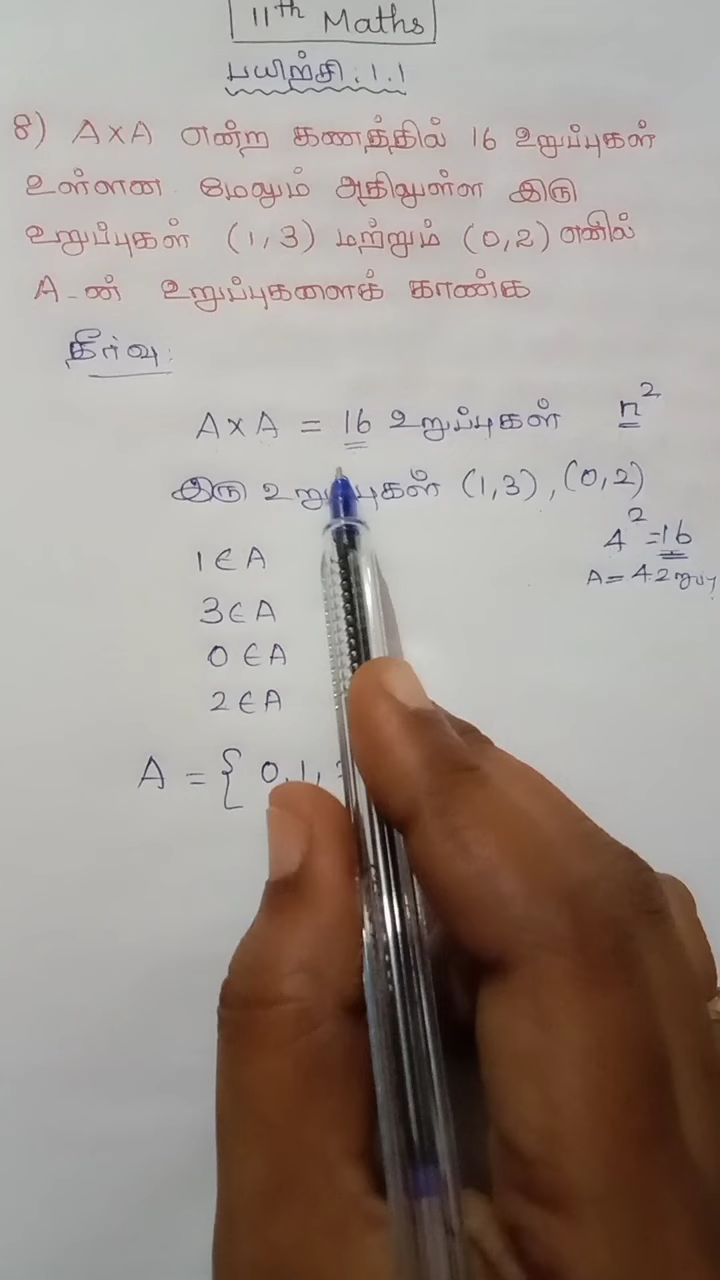 11th Maths
பயிற்சி : 1.1
8) A×A என்ற கணத்தில் 16 உறுப்புகள்
உள்ளன மேலும் அதிலுள்ள இரு
உறுப்புகள் (1,3) மற்றும் (0,2) எனில்
A-ன் உறுப்புகளைக் காண்க
தீர்வு :
A×A = 16 உறுப்புகள் n²
இரு உறுப்புகள் (1,3), (0,2)
4² = 16
A = 4
1 ∈ A
3 ∈ A
0 ∈ A
2 ∈ A
A = { 0, 1,